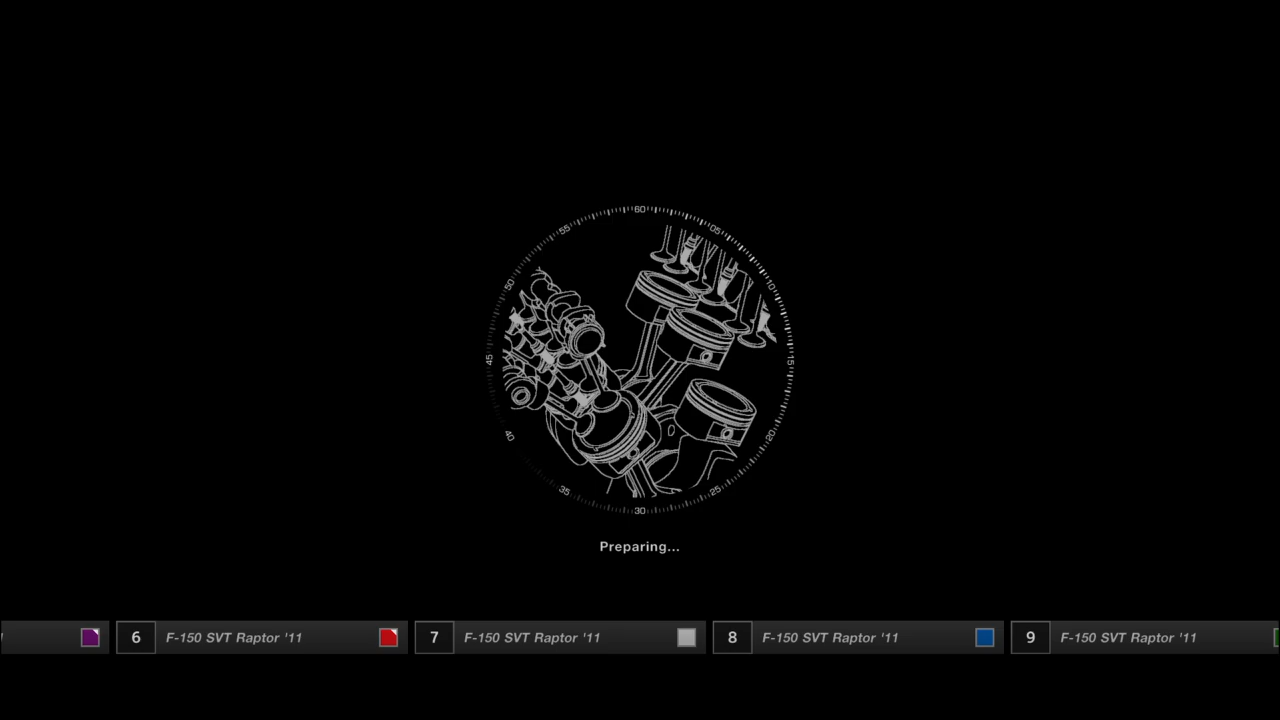 60
55
05
50
10
45
15
40
20
35
25
30
Preparing...
6 F-150 SVT Raptor '11
7 F-150 SVT Raptor '11
8 F-150 SVT Raptor '11
9 F-150 SVT Raptor '11